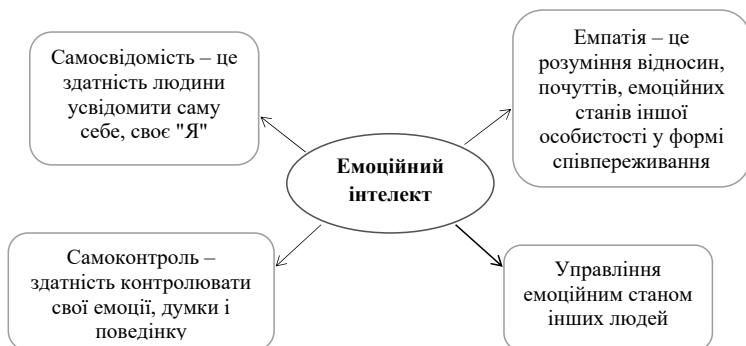 Самосвідомість – це
здатність людини
усвідомити саму
себе, своє "Я"
Емпатія – це
розуміння відносин,
почуттів, емоційних
станів іншої
особистості у формі
співпереживання
Емоційний
інтелект
Самоконтроль –
здатність контролювати
свої емоції, думки і
поведінку
Управління
емоційним станом
інших людей